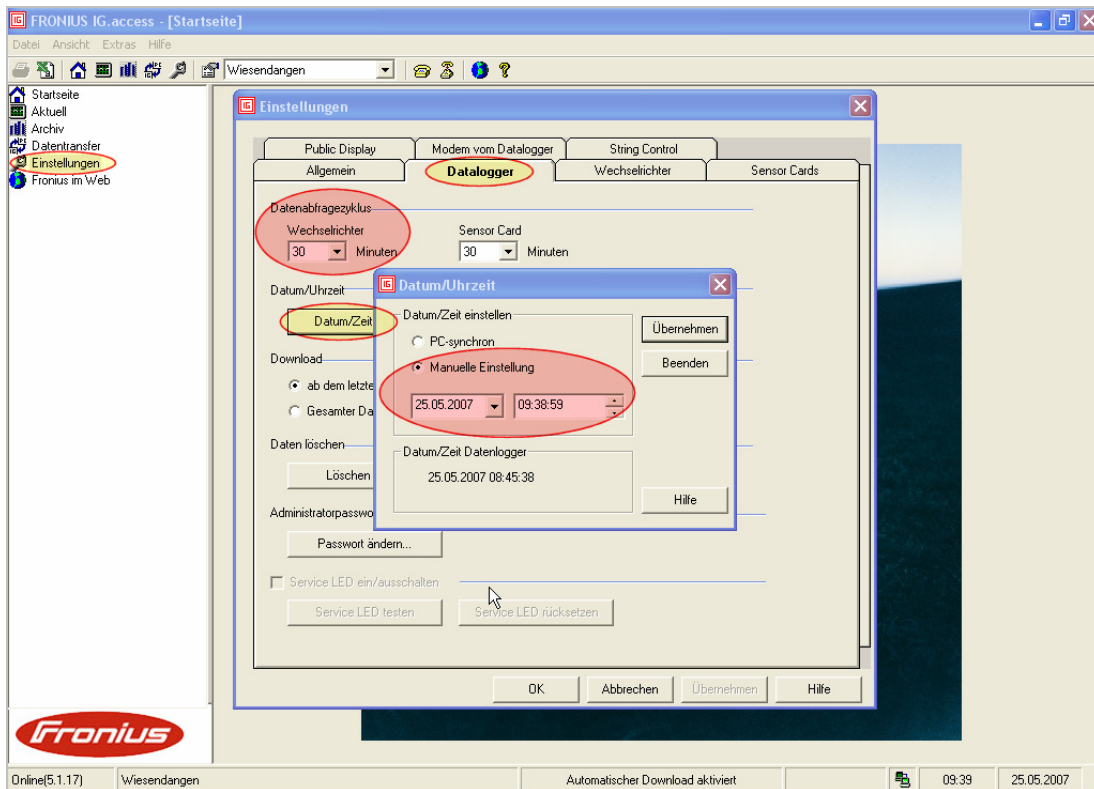 IG FRONIUS IG.access - [Startseite]
Datei Ansicht Extras Hilfe
Wiesendangen
Startseite
Aktuell
Archiv
Datentransfer
Einstellungen
Fronius im Web
IG Einstellungen
Public Display Modem vom Datalogger String Control
Allgemein Datalogger Wechselrichter Sensor Cards
Datenabfragezyklus
Wechselrichter Sensor Card
30 Minuten 30 Minuten
Datum/Uhrzeit
Datum/Zeit
Download
ab dem letzte
Gesamter Da
Daten löschen
Löschen
Administratorpasswo
Passwort ändern...
Service LED ein/ausschalten
Service LED testen Service LED rücksetzen
OK Abbrechen Übernehmen Hilfe
IG Datum/Uhrzeit
Datum/Zeit einstellen
PC-synchron
Manuelle Einstellung
25.05.2007 09:38:59
Datum/Zeit Datenlogger
25.05.2007 08:45:38
Übernehmen
Beenden
Hilfe
Fronius
Online(5.1.17) Wiesendangen Automatischer Download aktiviert 09:39 25.05.2007